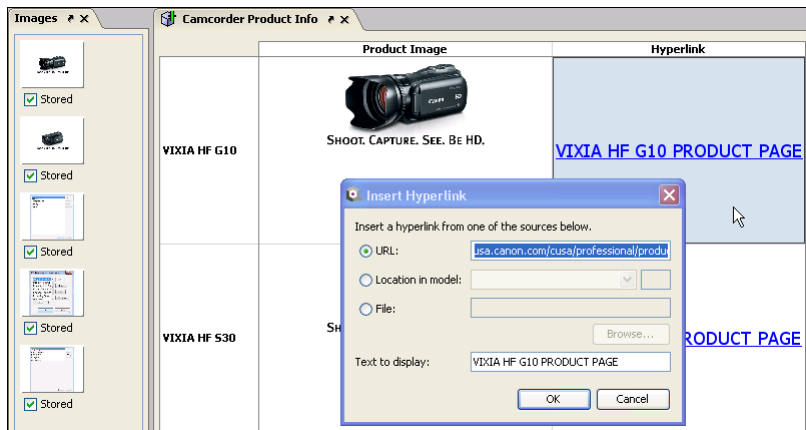 Images
Camcorder Product Info
Product Image
Hyperlink
Stored
Stored
Stored
Stored
Stored
VIXIA HF G10
Canon
SHOOT. CAPTURE. SEE. BE HD.
VIXIA HF G10 PRODUCT PAGE
VIXIA HF S30
SH
RODUCT PAGE
Insert Hyperlink
Insert a hyperlink from one of the sources below.
URL:
usa.canon.com/cusa/professional/produ
Location in model:
File:
Browse...
Text to display:
VIXIA HF G10 PRODUCT PAGE
OK
Cancel